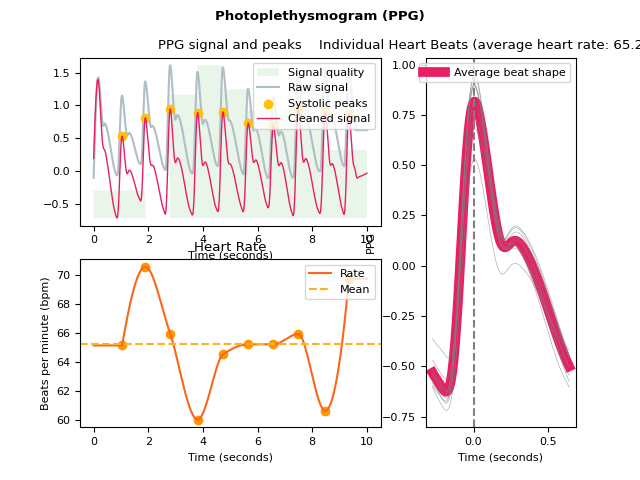 Photoplethysmogram (PPG)
PPG signal and peaks
Individual Heart Beats (average heart rate: 65.2
Signal quality
Raw signal
Systolic peaks
Cleaned signal
1.5
1.0
0.5
0.0
−0.5
0 2 4 6 8 10
Time (seconds)
Heart Rate
Rate
Mean
Beats per minute (bpm)
70
68
66
64
62
60
0 2 4 6 8 10
Time (seconds)
PPG
Average beat shape
1.00
0.75
0.50
0.25
0.00
−0.25
−0.50
−0.75
0.0 0.5
Time (seconds)